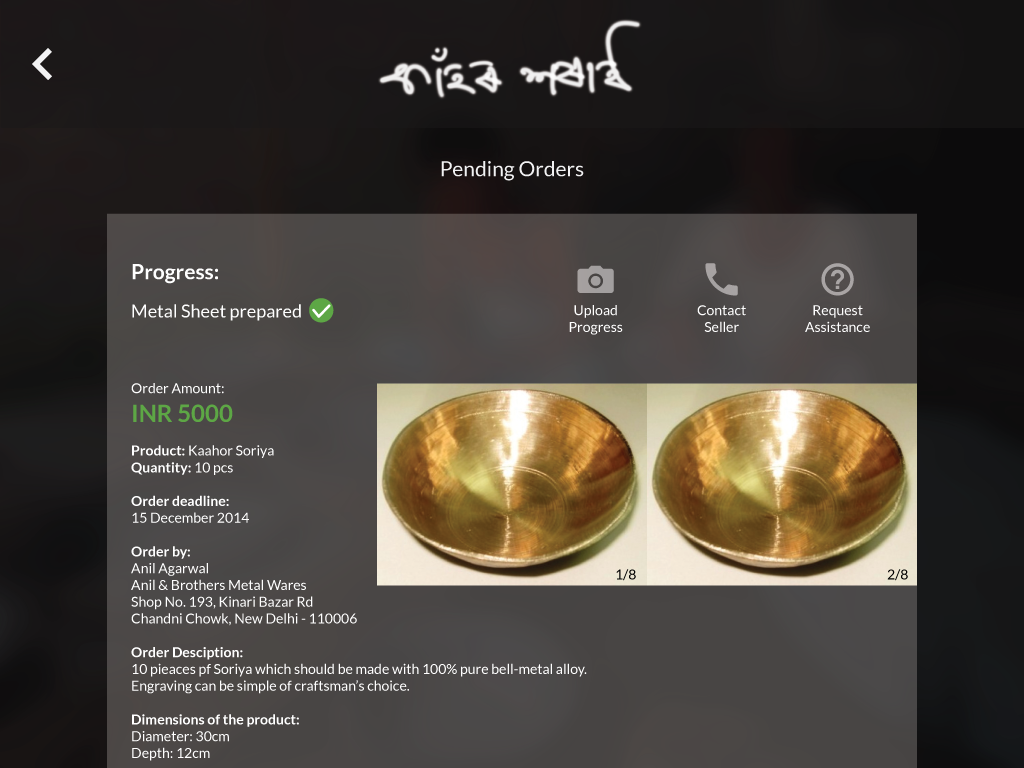 কাঁহৰ শৰাই
Pending Orders
Progress:
Metal Sheet prepared
Upload
Progress
Contact
Seller
Request
Assistance
Order Amount:
INR 5000
Product: Kaahor Soriya
Quantity: 10 pcs
Order deadline:
15 December 2014
Order by:
Anil Agarwal
Anil & Brothers Metal Wares
Shop No. 193, Kinari Bazar Rd
Chandni Chowk, New Delhi - 110006
1/8
2/8
Order Desciption:
10 pieaces pf Soriya which should be made with 100% pure bell-metal alloy.
Engraving can be simple of craftsman’s choice.
Dimensions of the product:
Diameter: 30cm
Depth: 12cm